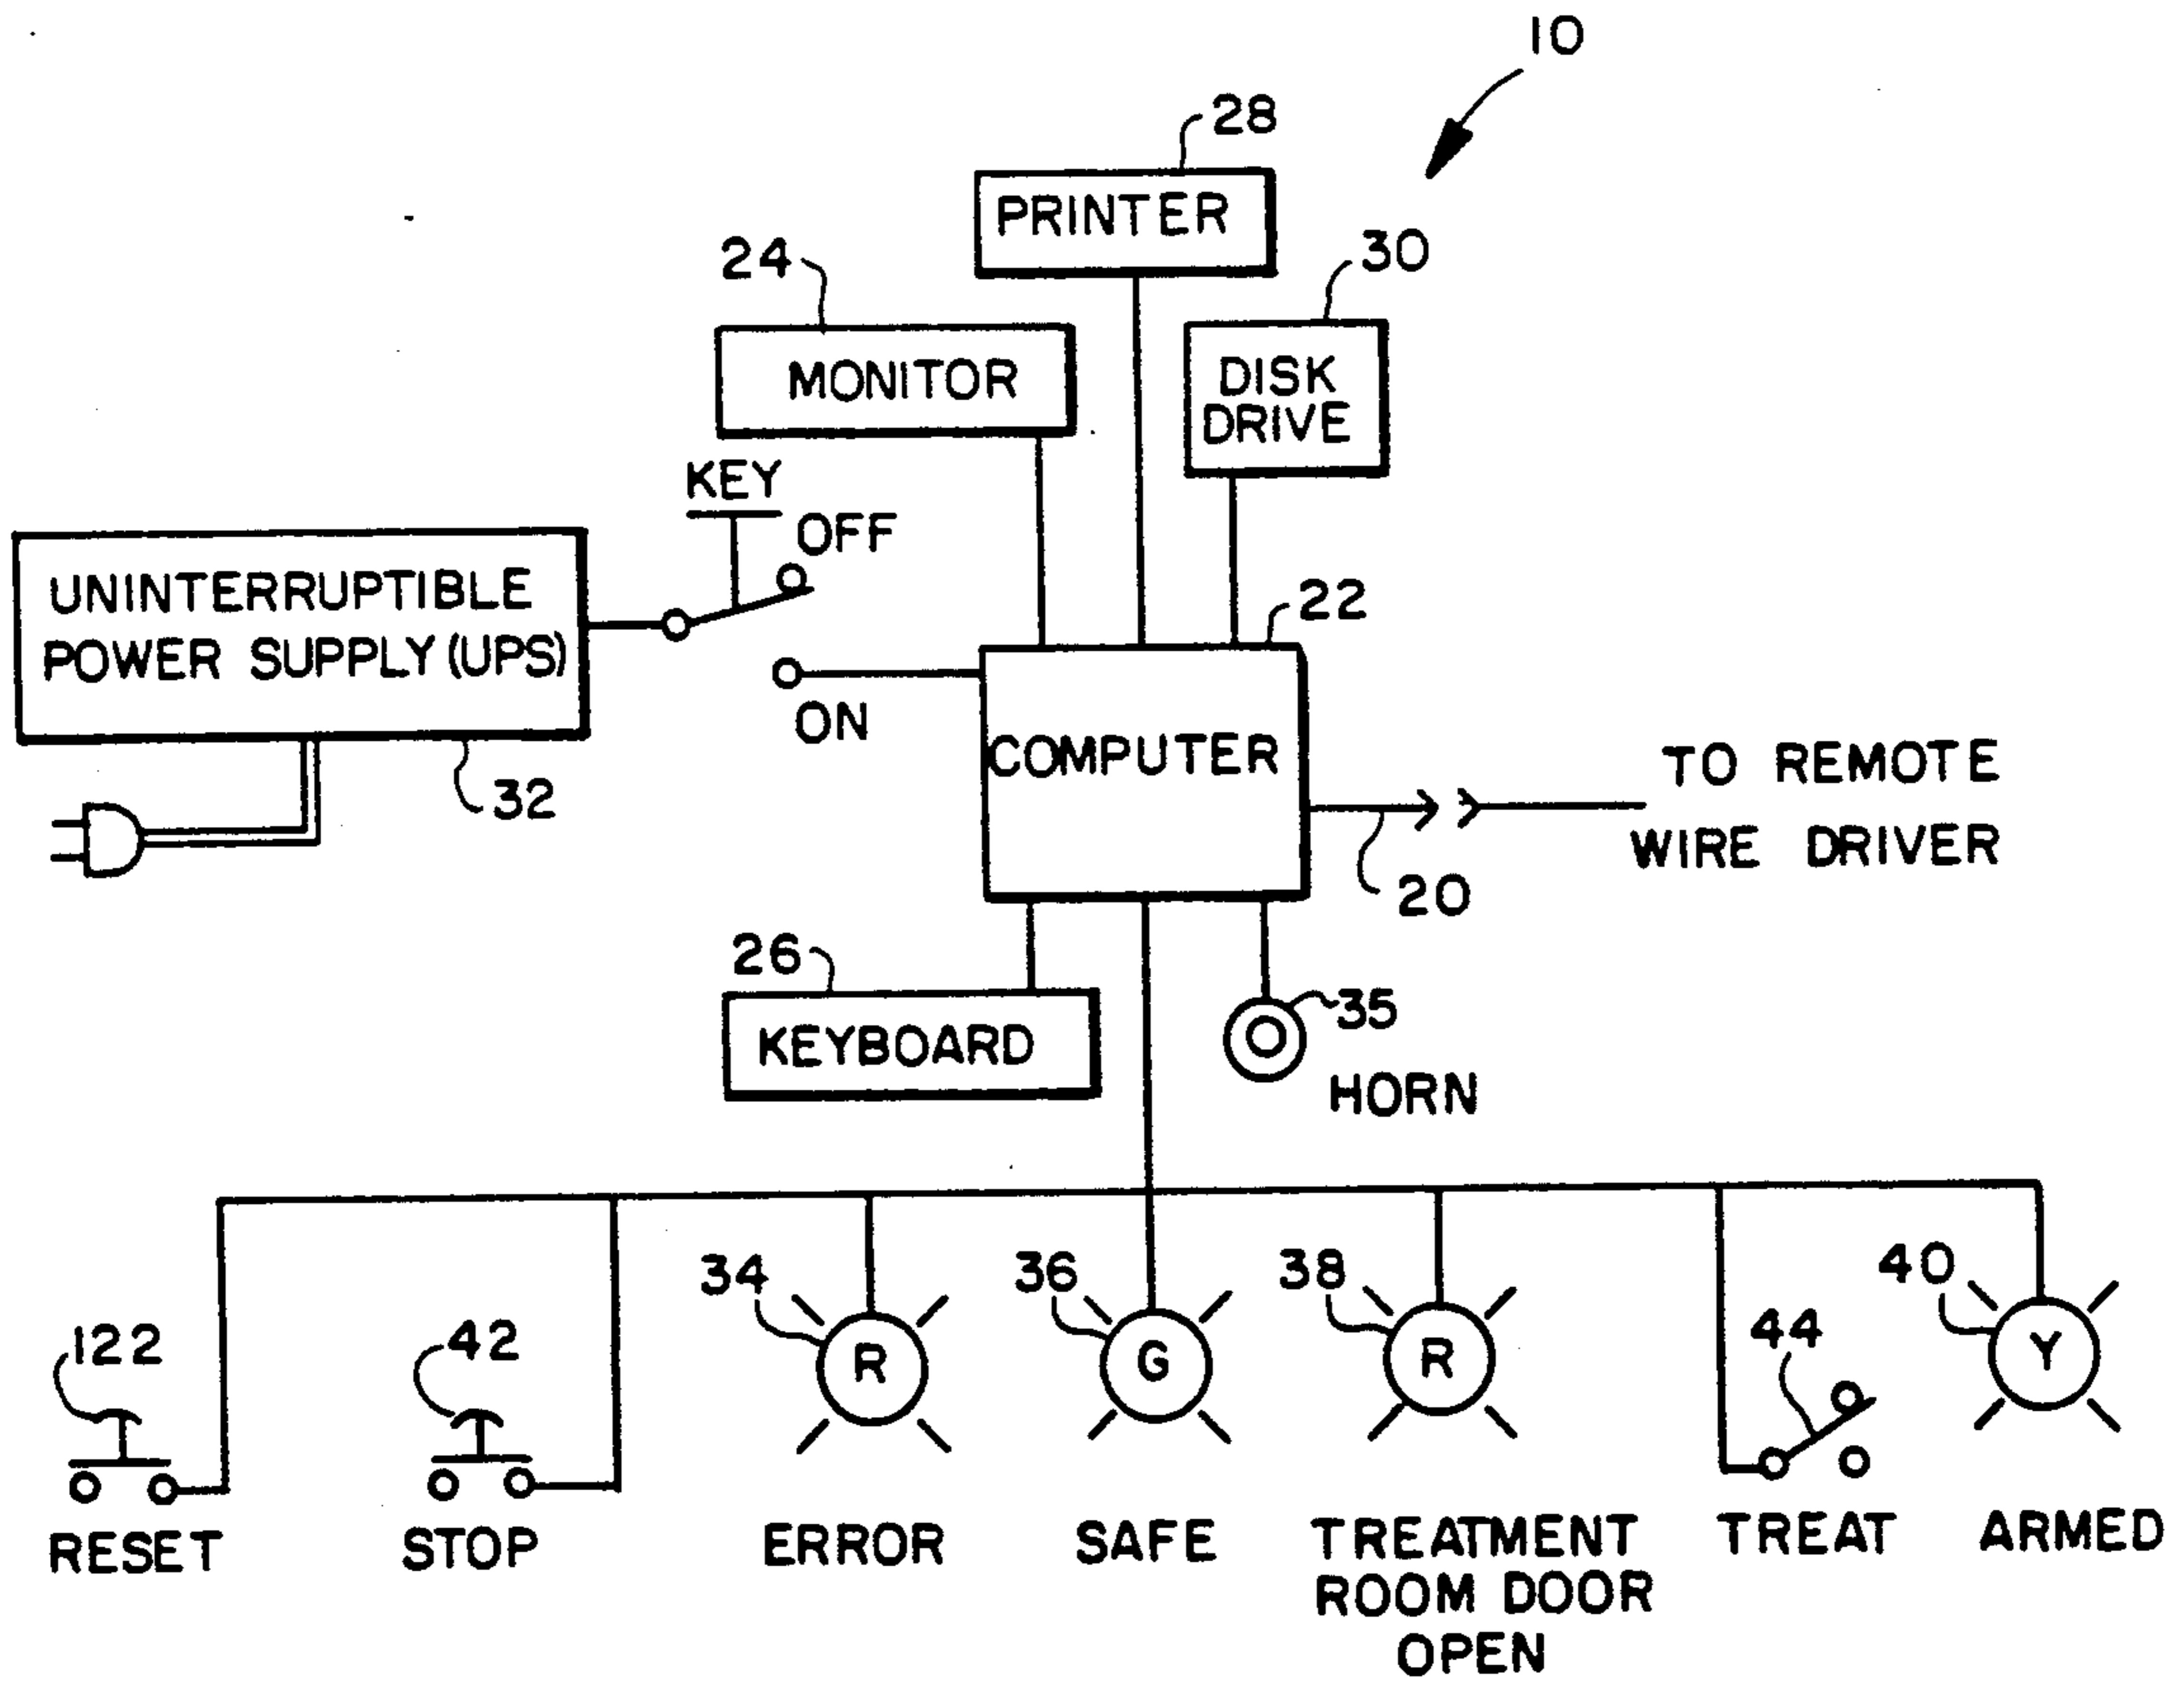 10
28
PRINTER
24
30
MONITOR
DISK
DRIVE
KEY
OFF
UNINTERRUPTIBLE
POWER SUPPLY (UPS)
22
ON
COMPUTER
32
TO REMOTE
WIRE DRIVER
20
26
KEYBOARD
35
HORN
34
36
38
40
122
42
44
R
G
R
Y
RESET
STOP
ERROR
SAFE
TREATMENT
ROOM DOOR
OPEN
TREAT
ARMED